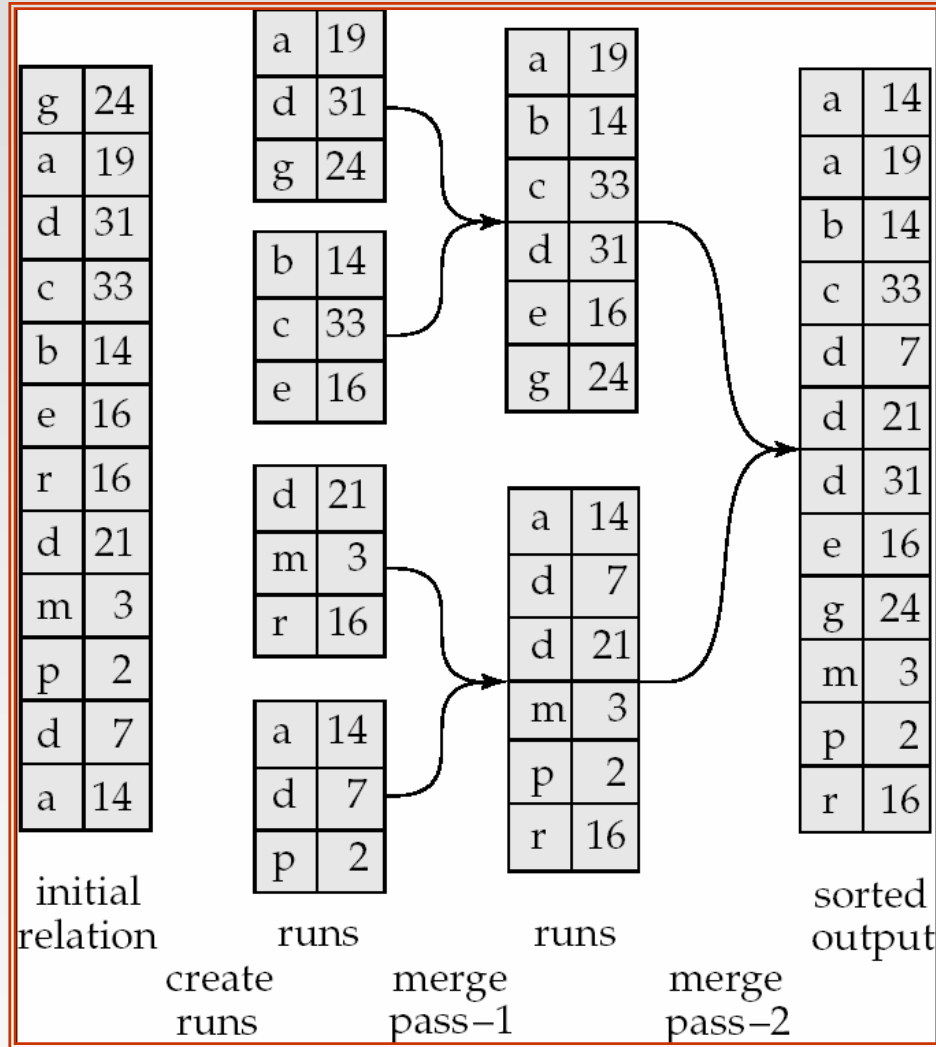 g 24
a 19
d 31
c 33
b 14
e 16
r 16
d 21
m 3
p 2
d 7
a 14
initial
relation
a 19
d 31
g 24
b 14
c 33
e 16
d 21
m 3
r 16
a 14
d 7
p 2
runs
a 19
b 14
c 33
d 31
e 16
g 24
a 14
d 7
d 21
m 3
p 2
r 16
runs
a 14
a 19
b 14
c 33
d 7
d 21
d 31
e 16
g 24
m 3
p 2
r 16
sorted
output
create
runs
merge
pass–1
merge
pass–2